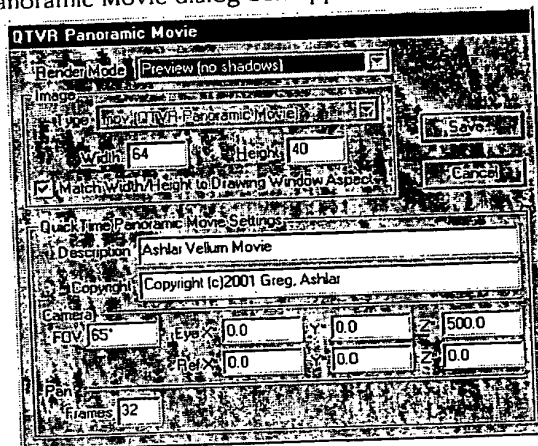 Panoramic Movie dialog box app
QTVR Panoramic Movie
Render Mode Preview (no shadows)
Image
Type .mov (QTVR Panoramic Movie)
Width 64 Height 40
Save
Match Width/Height to Drawing Window Aspect
Cancel
QuickTime Panoramic Movie Settings
Description Ashlar Vellum Movie
Copyright Copyright (c)2001 Greg, Ashlar
Camera
FOV 65° Eye X 0.0 Y 0.0 Z 500.0
Ref X 0.0 Y 0.0 Z 0.0
Pan
Frames 32